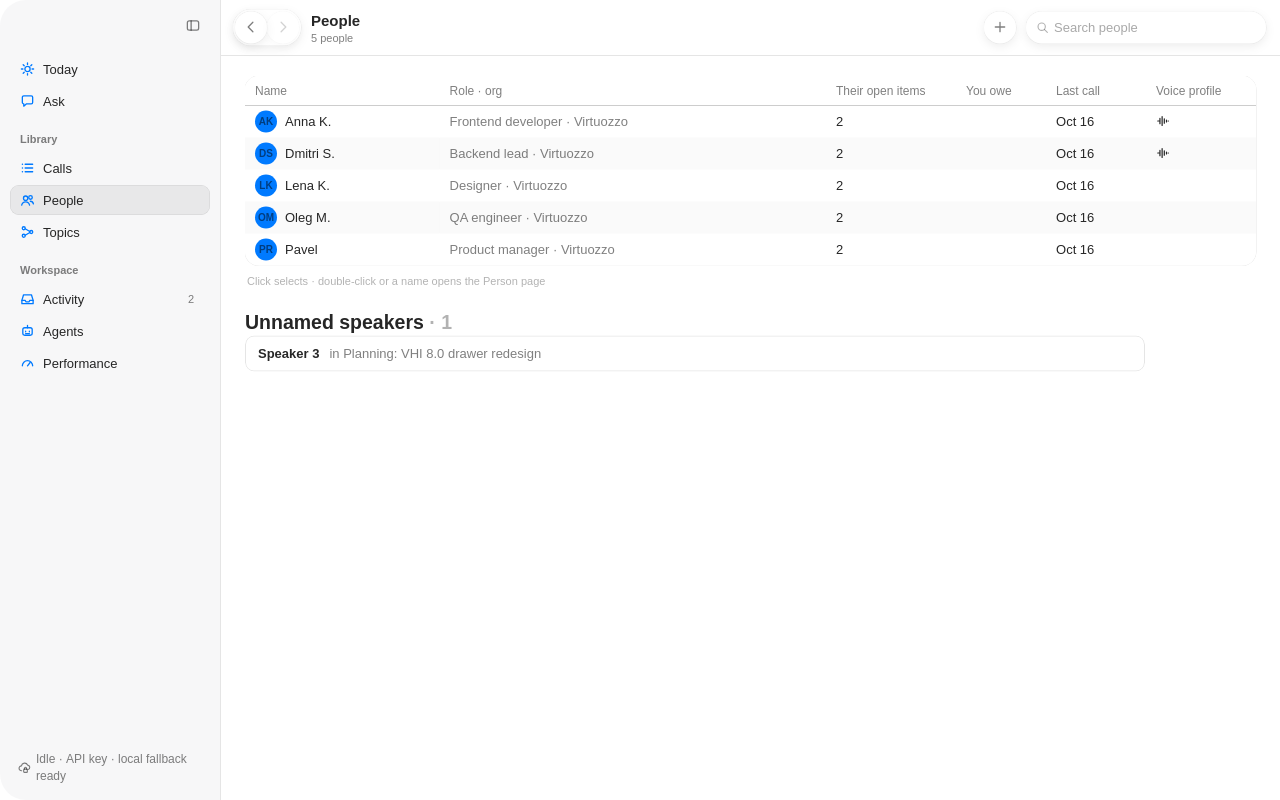 Today
Ask
Library
Calls
People
Topics
Workspace
Activity 2
Agents
Performance
Idle · API key · local fallback
ready
People
5 people
Search people
Name Role · org Their open items You owe Last call Voice profile
AK Anna K. Frontend developer · Virtuozzo 2 Oct 16
DS Dmitri S. Backend lead · Virtuozzo 2 Oct 16
LK Lena K. Designer · Virtuozzo 2 Oct 16
OM Oleg M. QA engineer · Virtuozzo 2 Oct 16
PR Pavel Product manager · Virtuozzo 2 Oct 16
Click selects · double-click or a name opens the Person page
Unnamed speakers · 1
Speaker 3 in Planning: VHI 8.0 drawer redesign